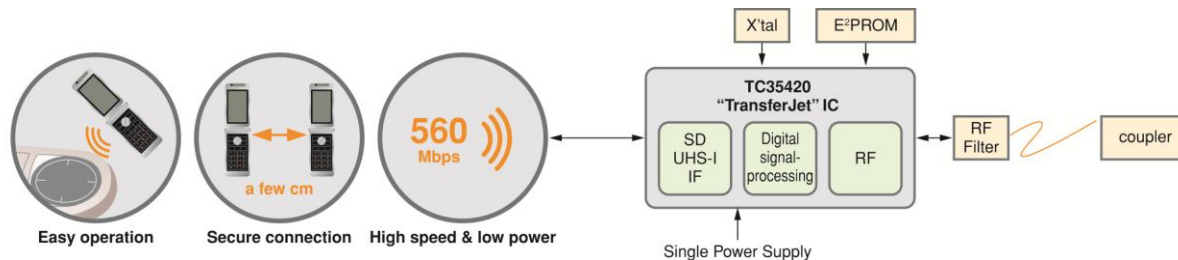 560
Mbps
a few cm
Easy operation
Secure connection
High speed & low power
X'tal
E²PROM
TC35420
“TransferJet” IC
SD
UHS-I
IF
Digital
signal-
processing
RF
RF
Filter
coupler
Single Power Supply